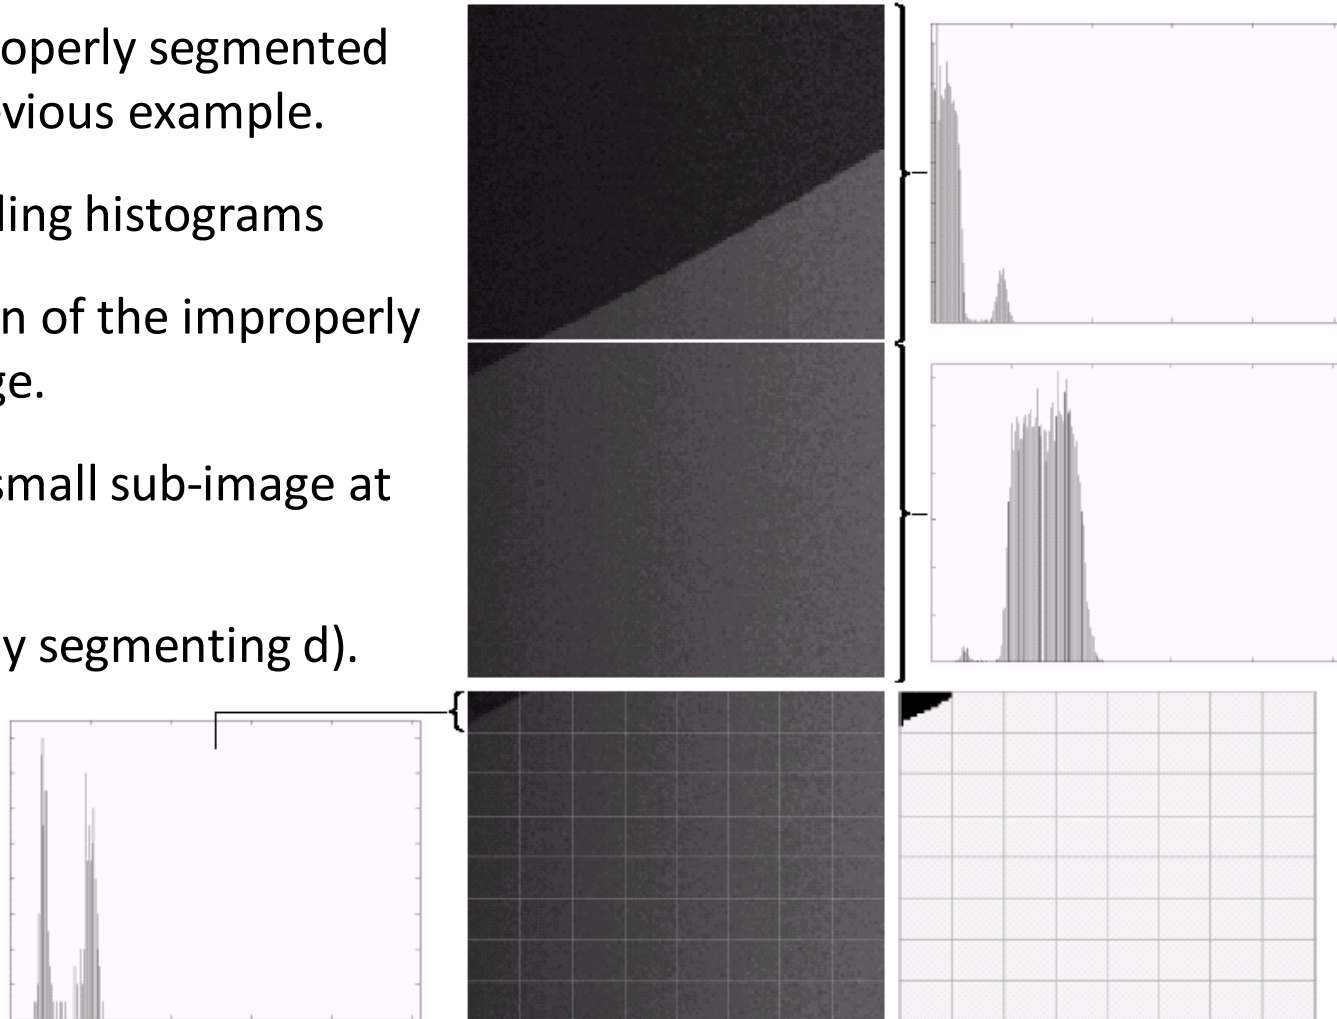 operly segmented
vious example.
ling histograms
n of the improperly
ge.
small sub-image at
y segmenting d).